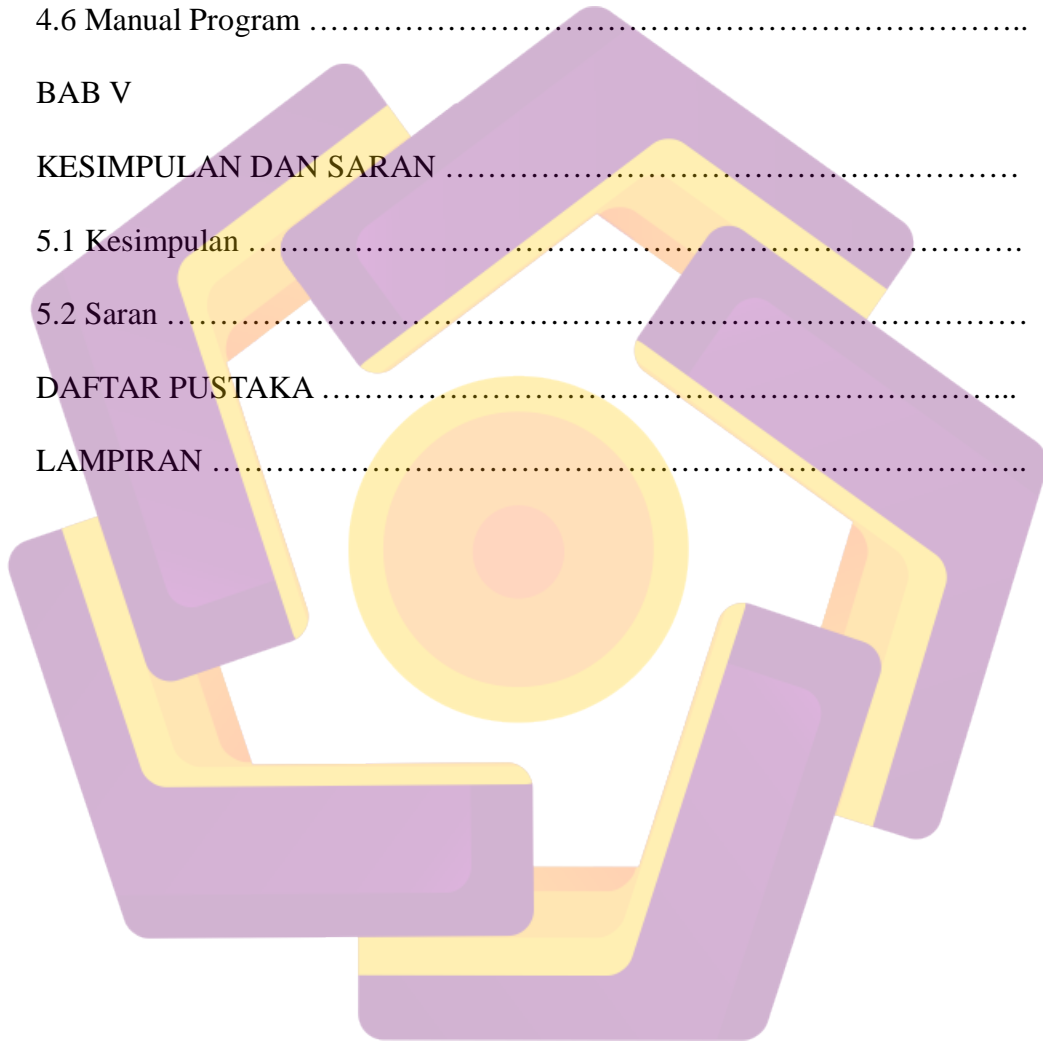 4.6 Manual Program …………………………………………………………..
BAB V
KESIMPULAN DAN SARAN ………………………………………………
5.1 Kesimpulan ……………………………………………………………….
5.2 Saran ………………………………………………………………………
DAFTAR PUSTAKA ………………………………………………………...
LAMPIRAN …………………………………………………………………..